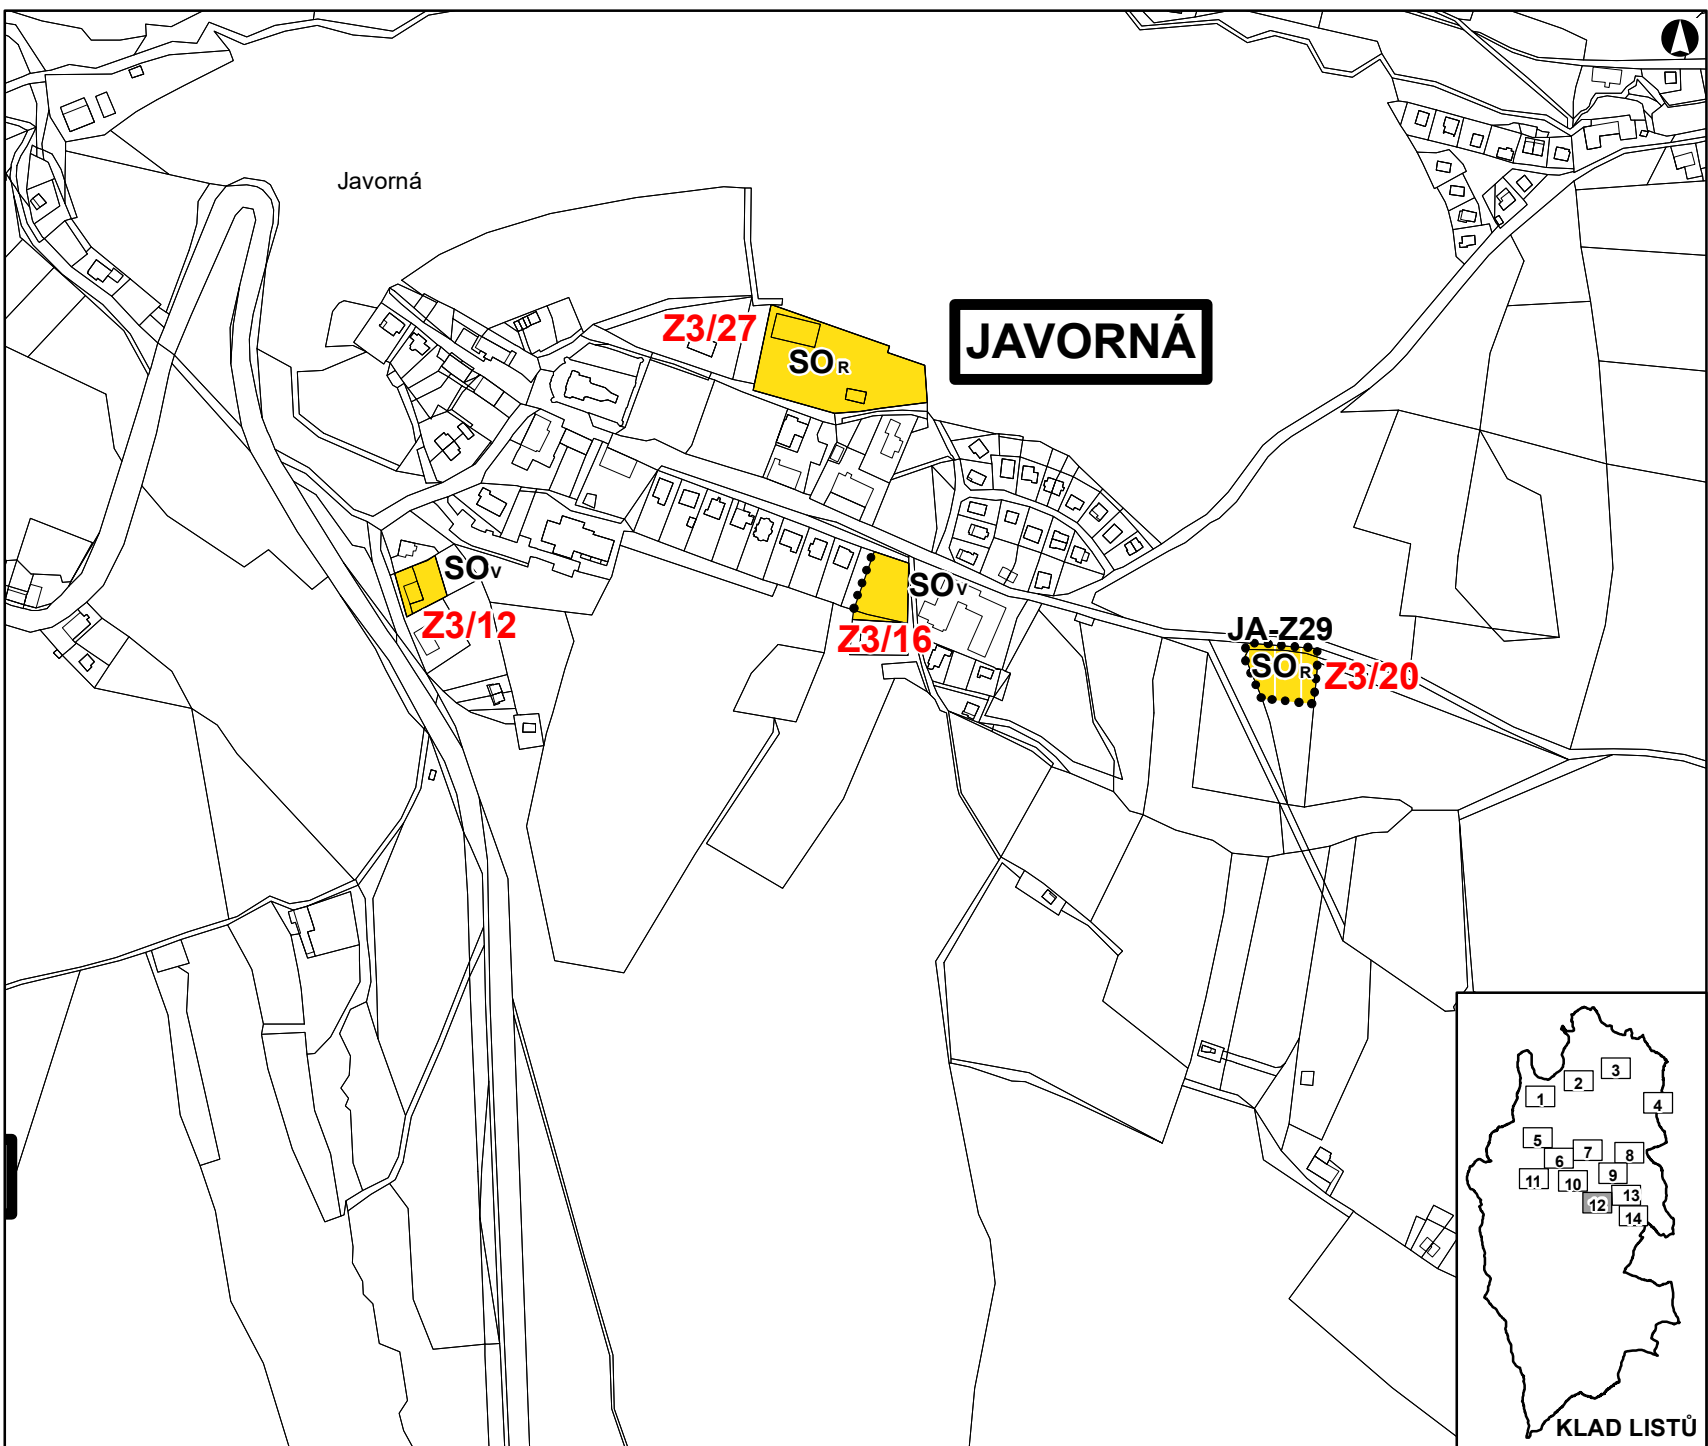 Javorná
Z3/27
SOR
JAVORNÁ
SOV
Z3/12
SOV
Z3/16
JA-Z29
SOR
Z3/20
3
2
1
4
5
7
8
6
9
11
10
13
12
14
KLAD LISTŮ